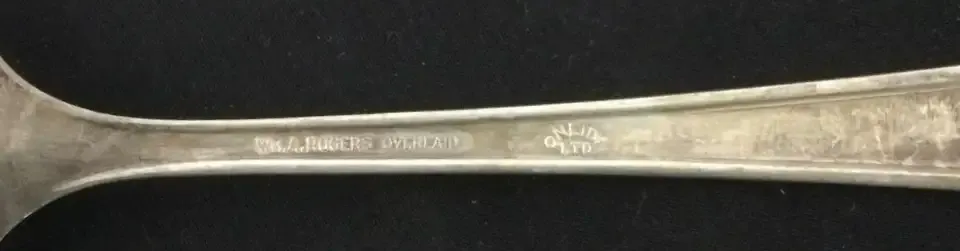 WM.A.ROGERS OVERLAID
ONEIDA
LTD